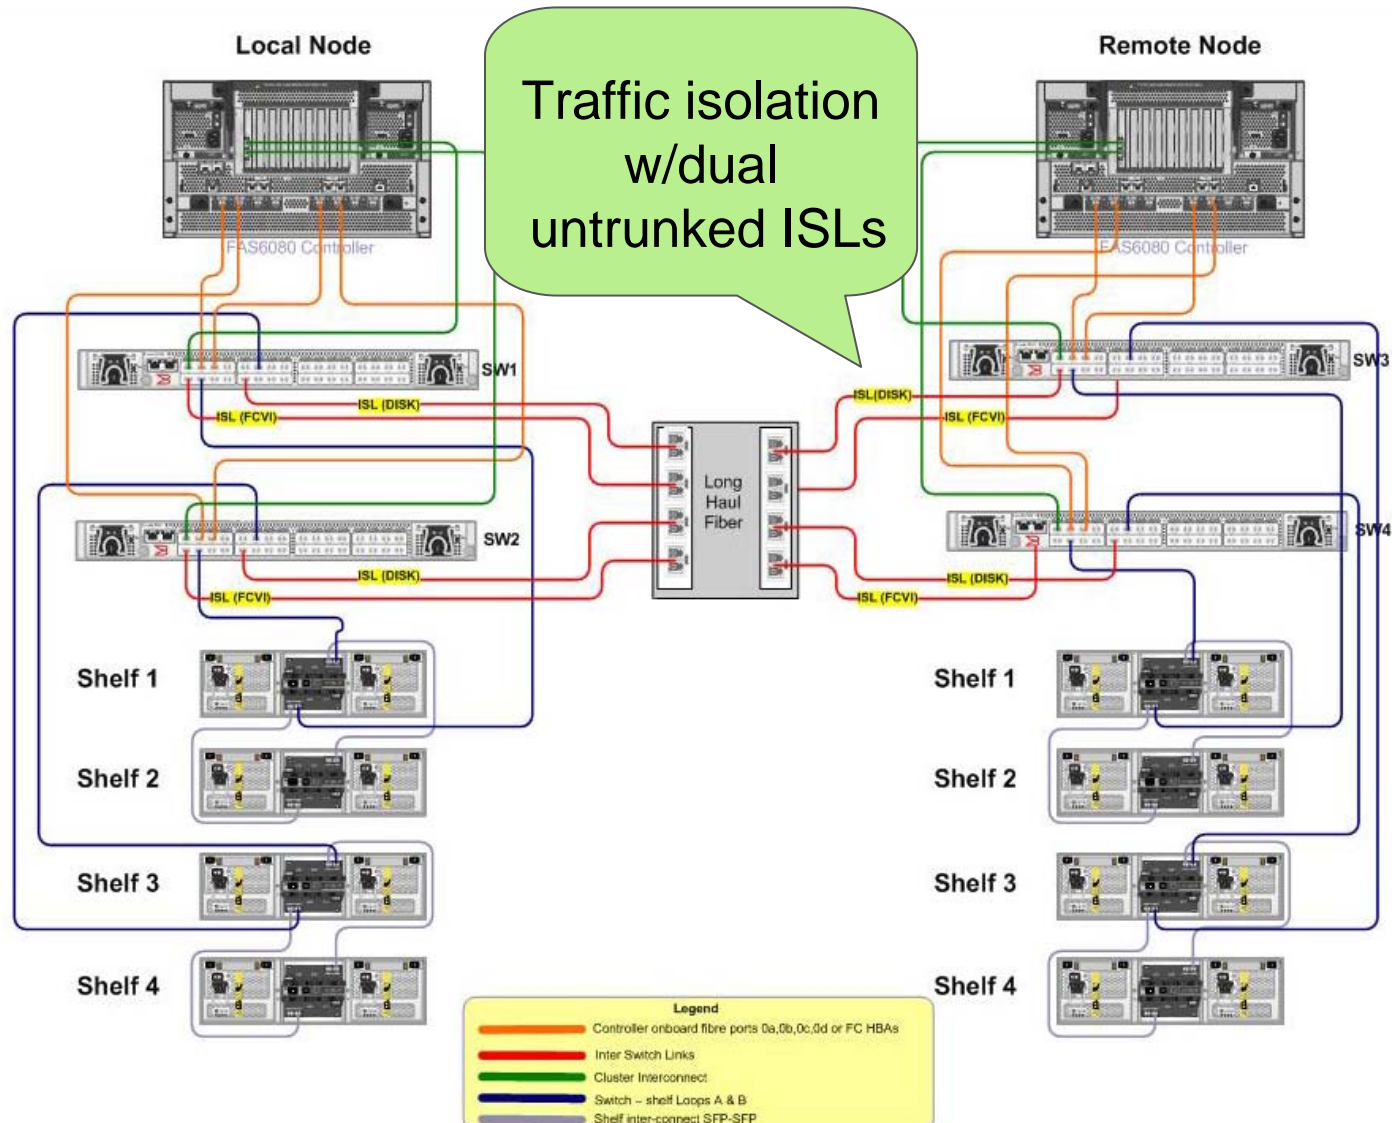 Local Node
Remote Node
Traffic isolation
w/dual
untrunked ISLs
FAS6080 Controller
FAS6080 Controller
SW1
SW3
ISL (DISK)
ISL (FCVI)
ISL(DISK)
ISL (FCVI)
Long
Haul
Fiber
SW2
SW4
ISL (DISK)
ISL (FCVI)
ISL (DISK)
ISL (FCVI)
Shelf 1
Shelf 1
Shelf 2
Shelf 2
Shelf 3
Shelf 3
Shelf 4
Shelf 4
Legend
Controller onboard fibre ports 0a,0b,0c,0d or FC HBAs
Inter Switch Links
Cluster Interconnect
Switch – shelf Loops A & B
Shelf inter-connect SFP-SFP